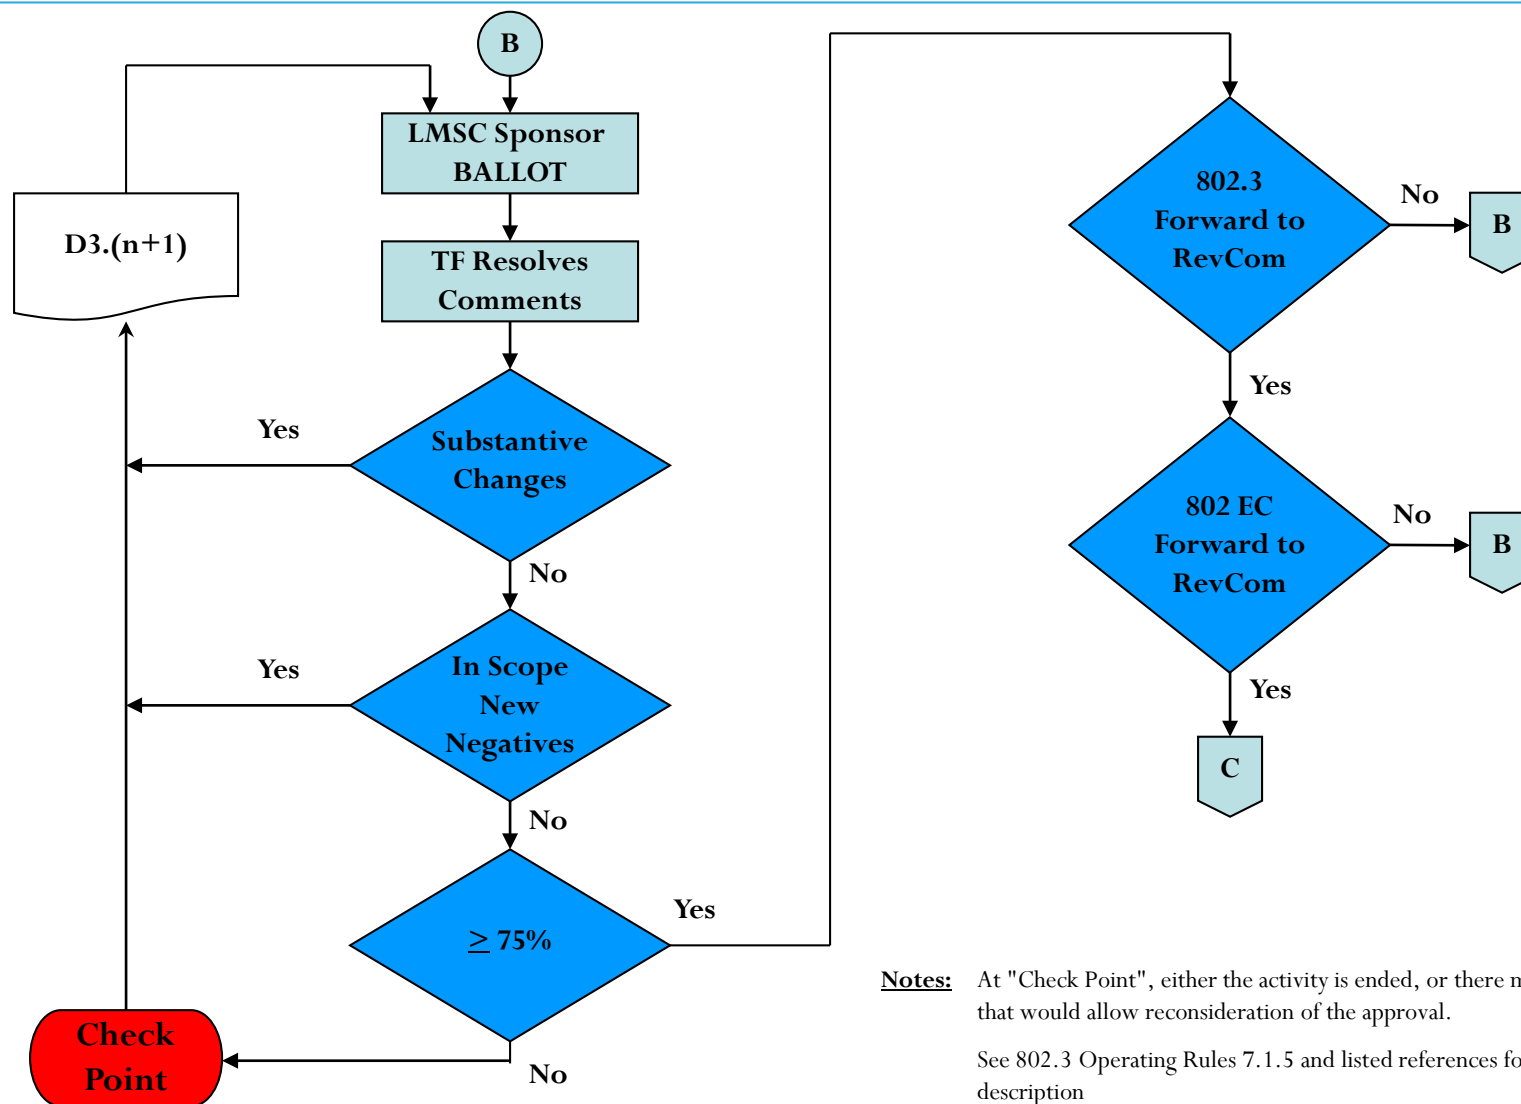 B
LMSC Sponsor
BALLOT
D3.(n+1)
TF Resolves
Comments
Substantive
Changes
Yes
No
In Scope
New
Negatives
Yes
No
≥ 75%
Yes
No
Check
Point
802.3
Forward to
RevCom
No
B
Yes
802 EC
Forward to
RevCom
No
B
Yes
C
Notes: At "Check Point", either the activity is ended, or there
that would allow reconsideration of the approval.
See 802.3 Operating Rules 7.1.5 and listed references
description